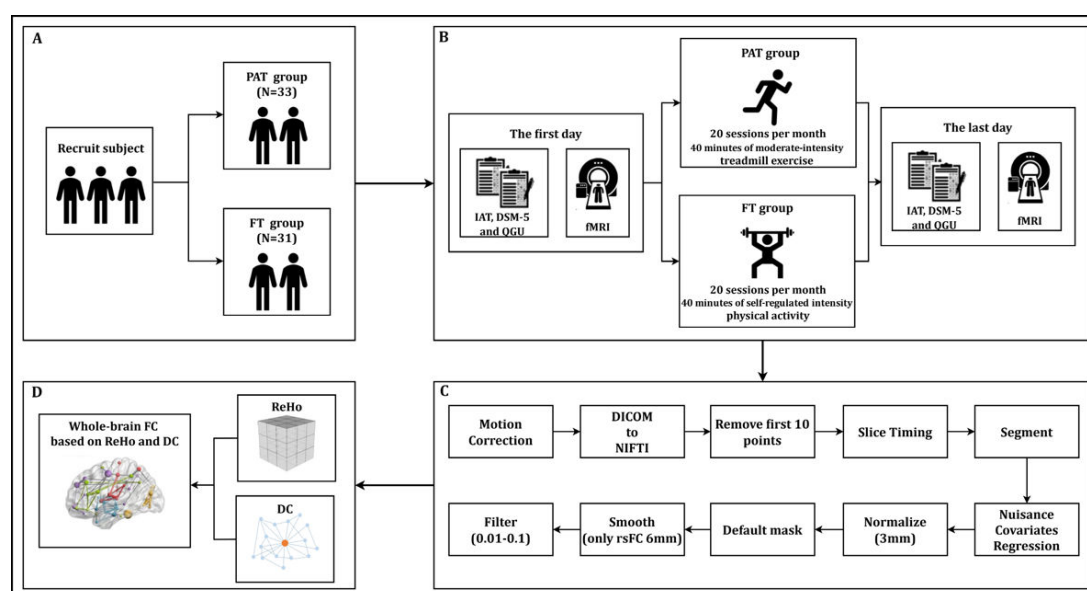 A
Recruit subject
PAT group
(N=33)
FT group
(N=31)
B
The first day
IAT, DSM-5
and QGU
fMRI
PAT group
20 sessions per month
40 minutes of moderate-intensity
treadmill exercise
FT group
20 sessions per month
40 minutes of self-regulated intensity
physical activity
The last day
IAT, DSM-5
and QGU
fMRI
C
Motion
Correction
DICOM
to
NIFTI
Remove first 10
points
Slice Timing
Segment
Nuisance
Covariates
Regression
Normalize
(3mm)
Default mask
Smooth
(only rsFC 6mm)
Filter
(0.01-0.1)
D
ReHo
DC
Whole-brain FC
based on ReHo and DC